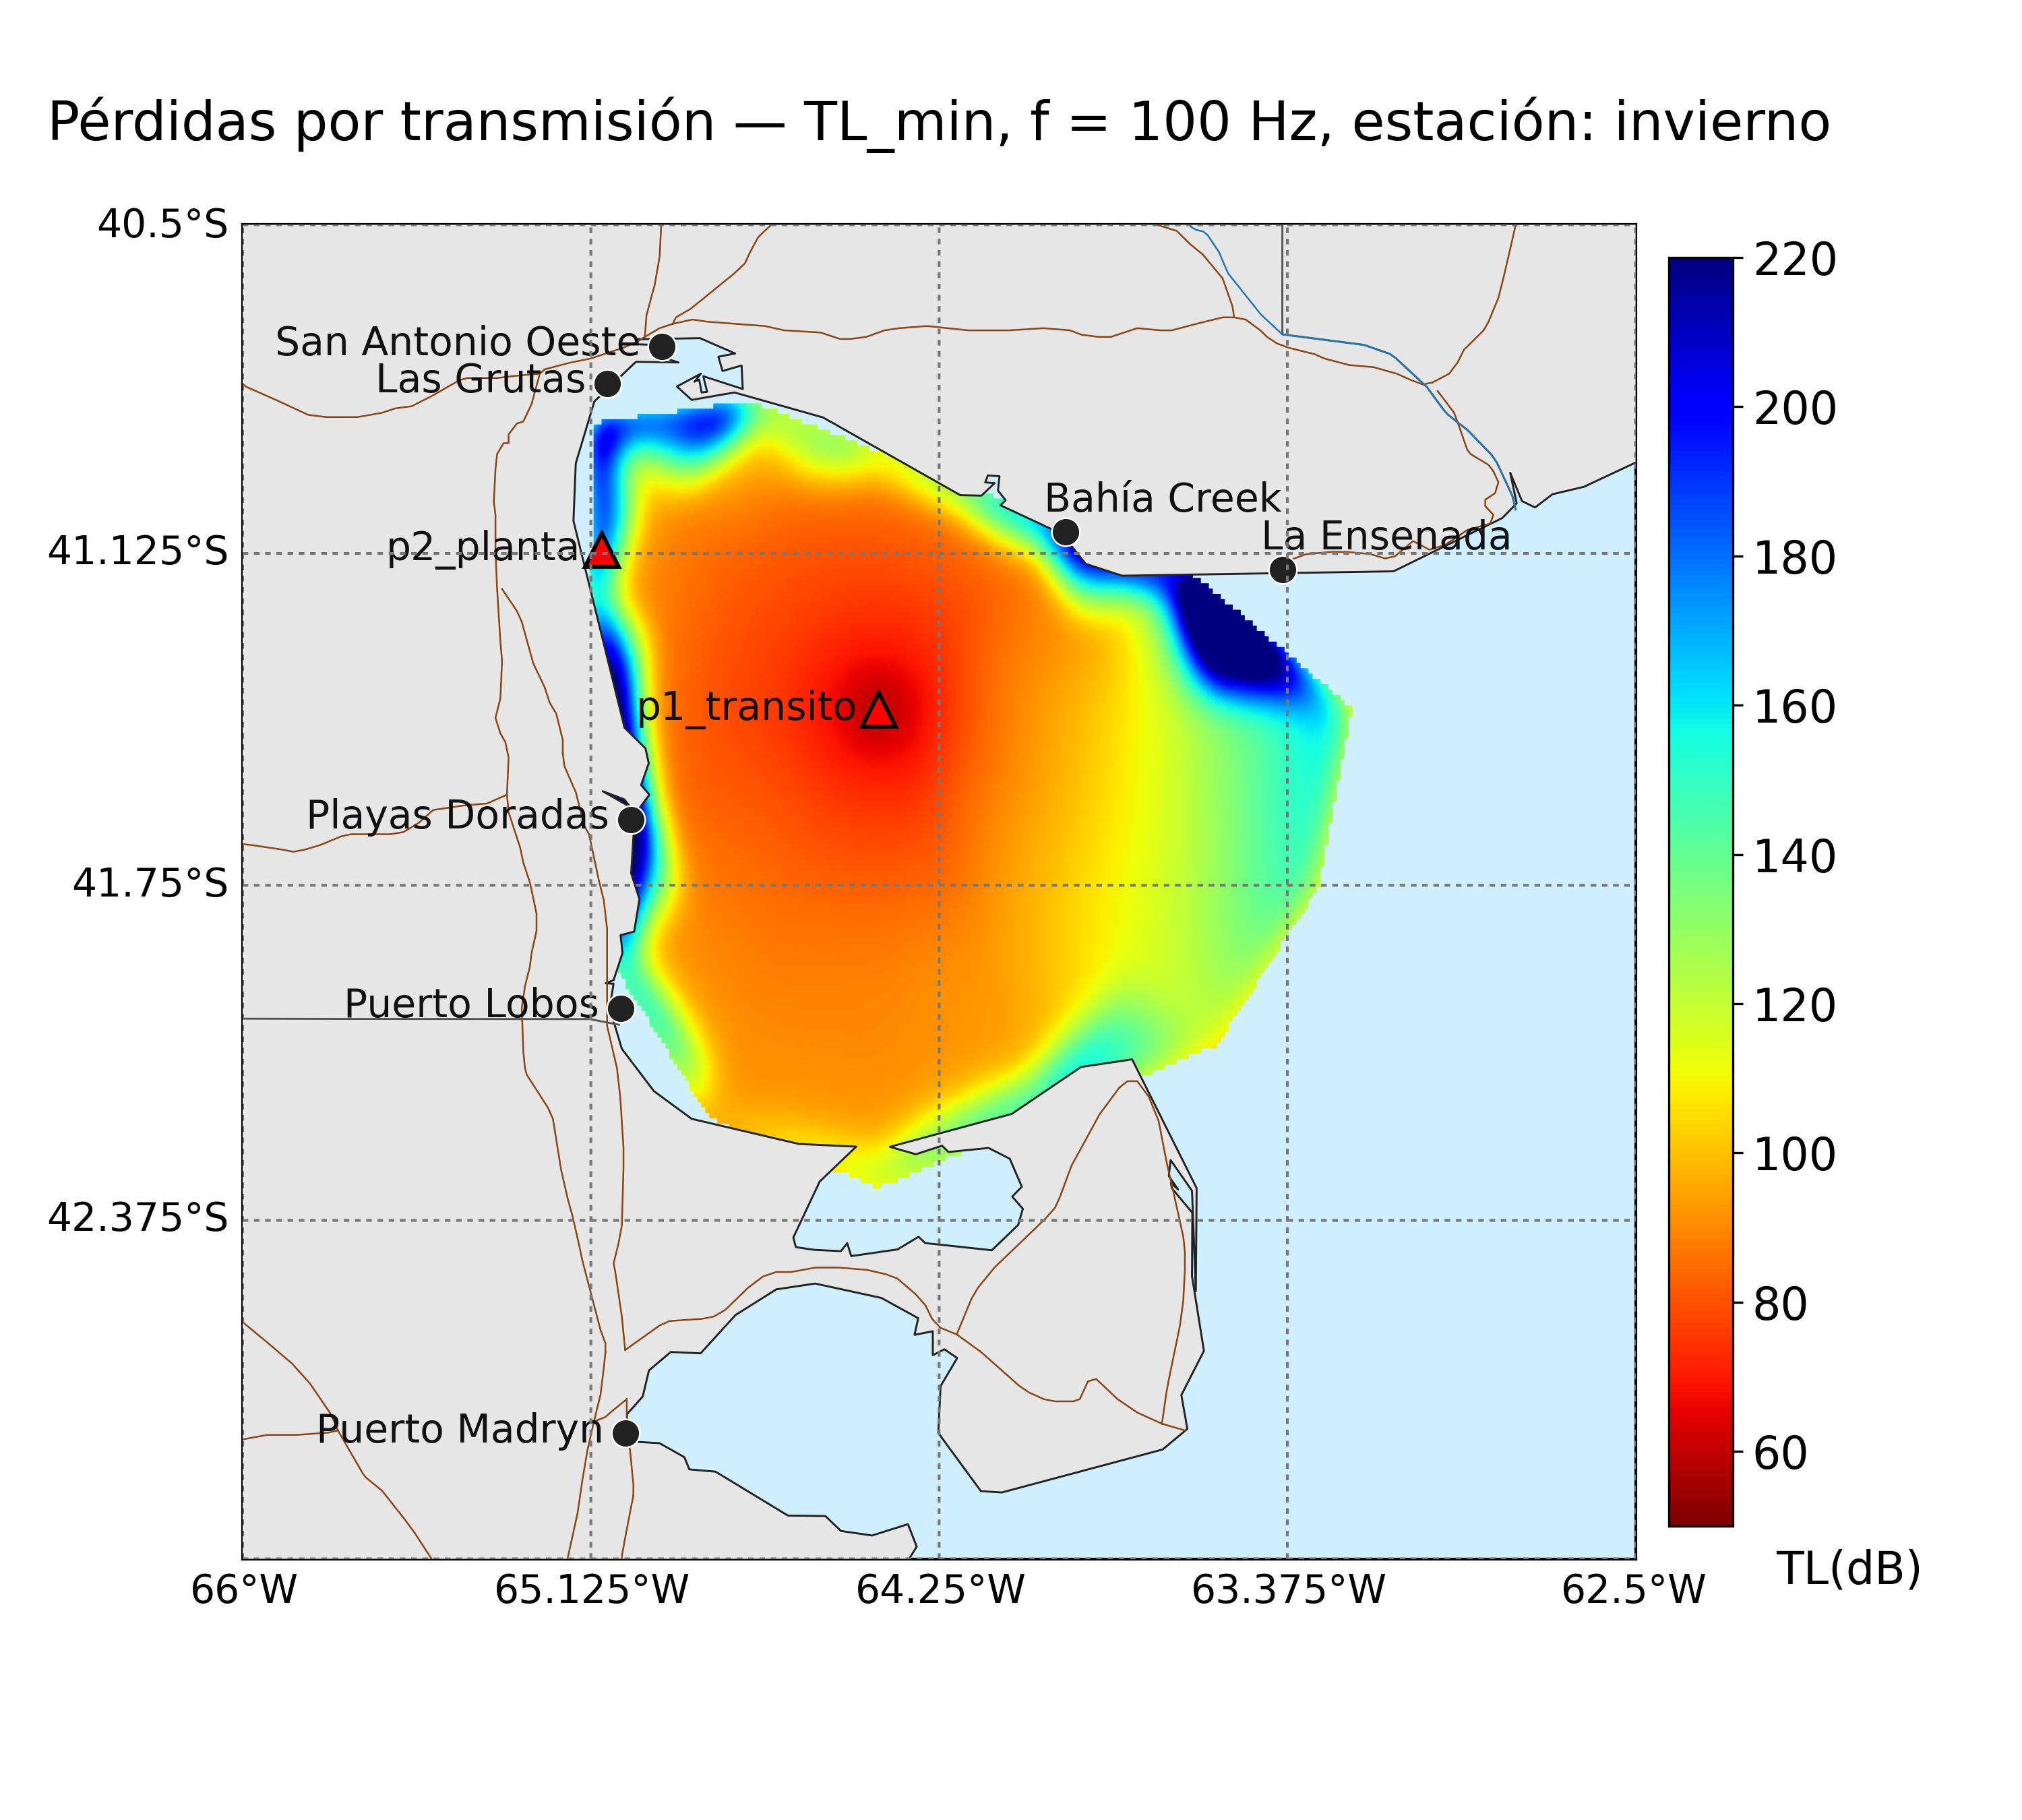 Pérdidas por transmisión — TL_min, f = 100 Hz, estación: invierno
40.5°S
220
San Antonio Oeste
Las Grutas
200
Bahía Creek
La Ensenada
p2_planta
41.125°S
180
p1_transito
160
Playas Doradas
140
41.75°S
Puerto Lobos
120
100
42.375°S
80
Puerto Madryn
60
TL(dB)
66°W
65.125°W
64.25°W
63.375°W
62.5°W